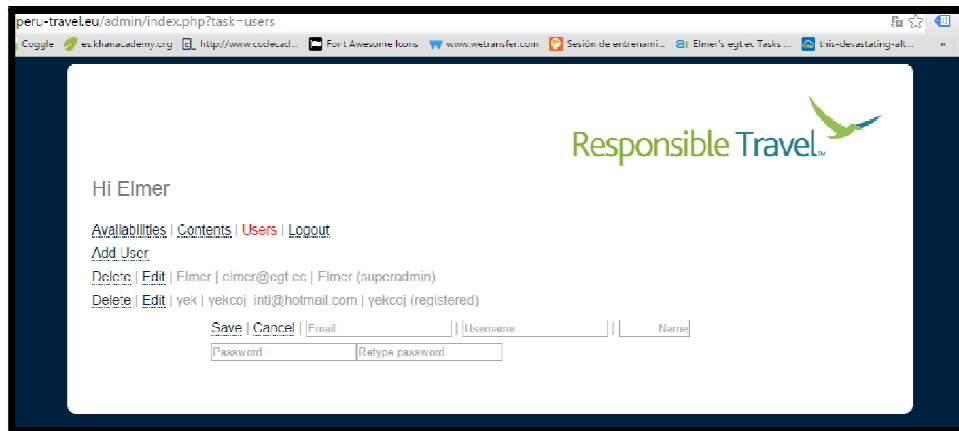 peru-travel.eu/admin/index.php?task=users
Coggle es.khanacademy.org http://www.codecad... Font Awesome Icons www.wetransfer.com Sesión de entrenami... Elmer's egt.ec Tasks ... this-devastating-alt... »
Responsible Travel™
Hi Elmer
Availabilities | Contents | Users | Logout
Add User
Delete | Edit | Elmer | elmer@egt.ec | Elmer (superadmin)
Delete | Edit | yek | yekcoj_inti@hotmail.com | yekcoj (registered)
Save | Cancel | Email | Username | Name
Password Retype password